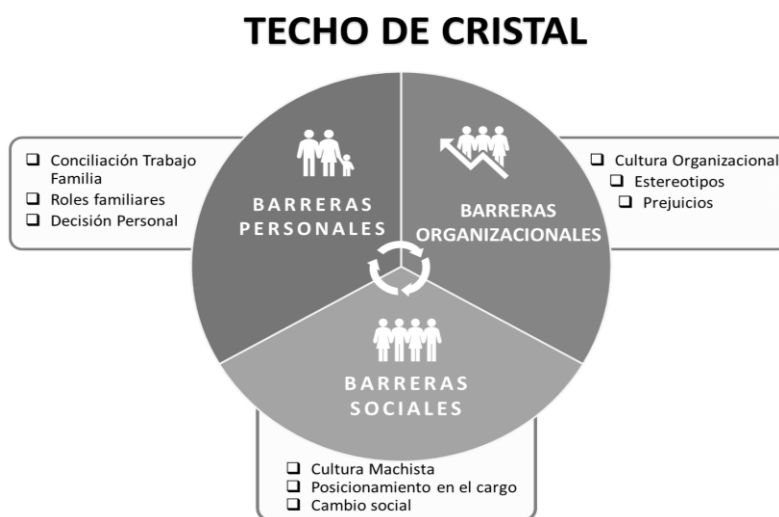 TECHO DE CRISTAL
Conciliación Trabajo
Familia
Roles familiares
Decisión Personal
BARRERAS
PERSONALES
BARRERAS
ORGANIZACIONALES
Cultura Organizacional
Estereotipos
Prejuicios
BARRERAS
SOCIALES
Cultura Machista
Posicionamiento en el cargo
Cambio social